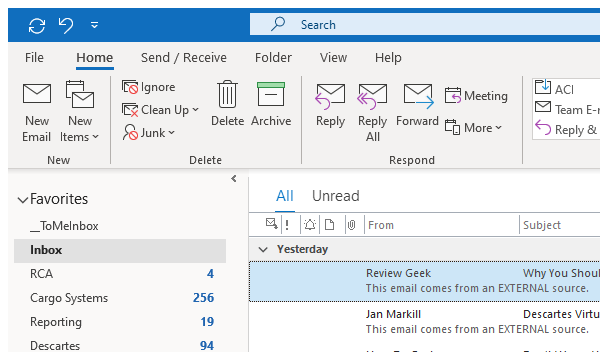 Search
File Home Send / Receive Folder View Help
New Email
New Items
Ignore
Clean Up
Junk
Delete
Archive
Reply
Reply All
Forward
Meeting
More
ACI
Team E-
Reply &
New Delete Respond
Favorites
__ToMeInbox
Inbox
RCA 4
Cargo Systems 256
Reporting 19
Descartes 94
All Unread
! From Subject
Yesterday
Review Geek Why You Shou
This email comes from an EXTERNAL source.
Jan Markill Descartes Virtu
This email comes from an EXTERNAL source.